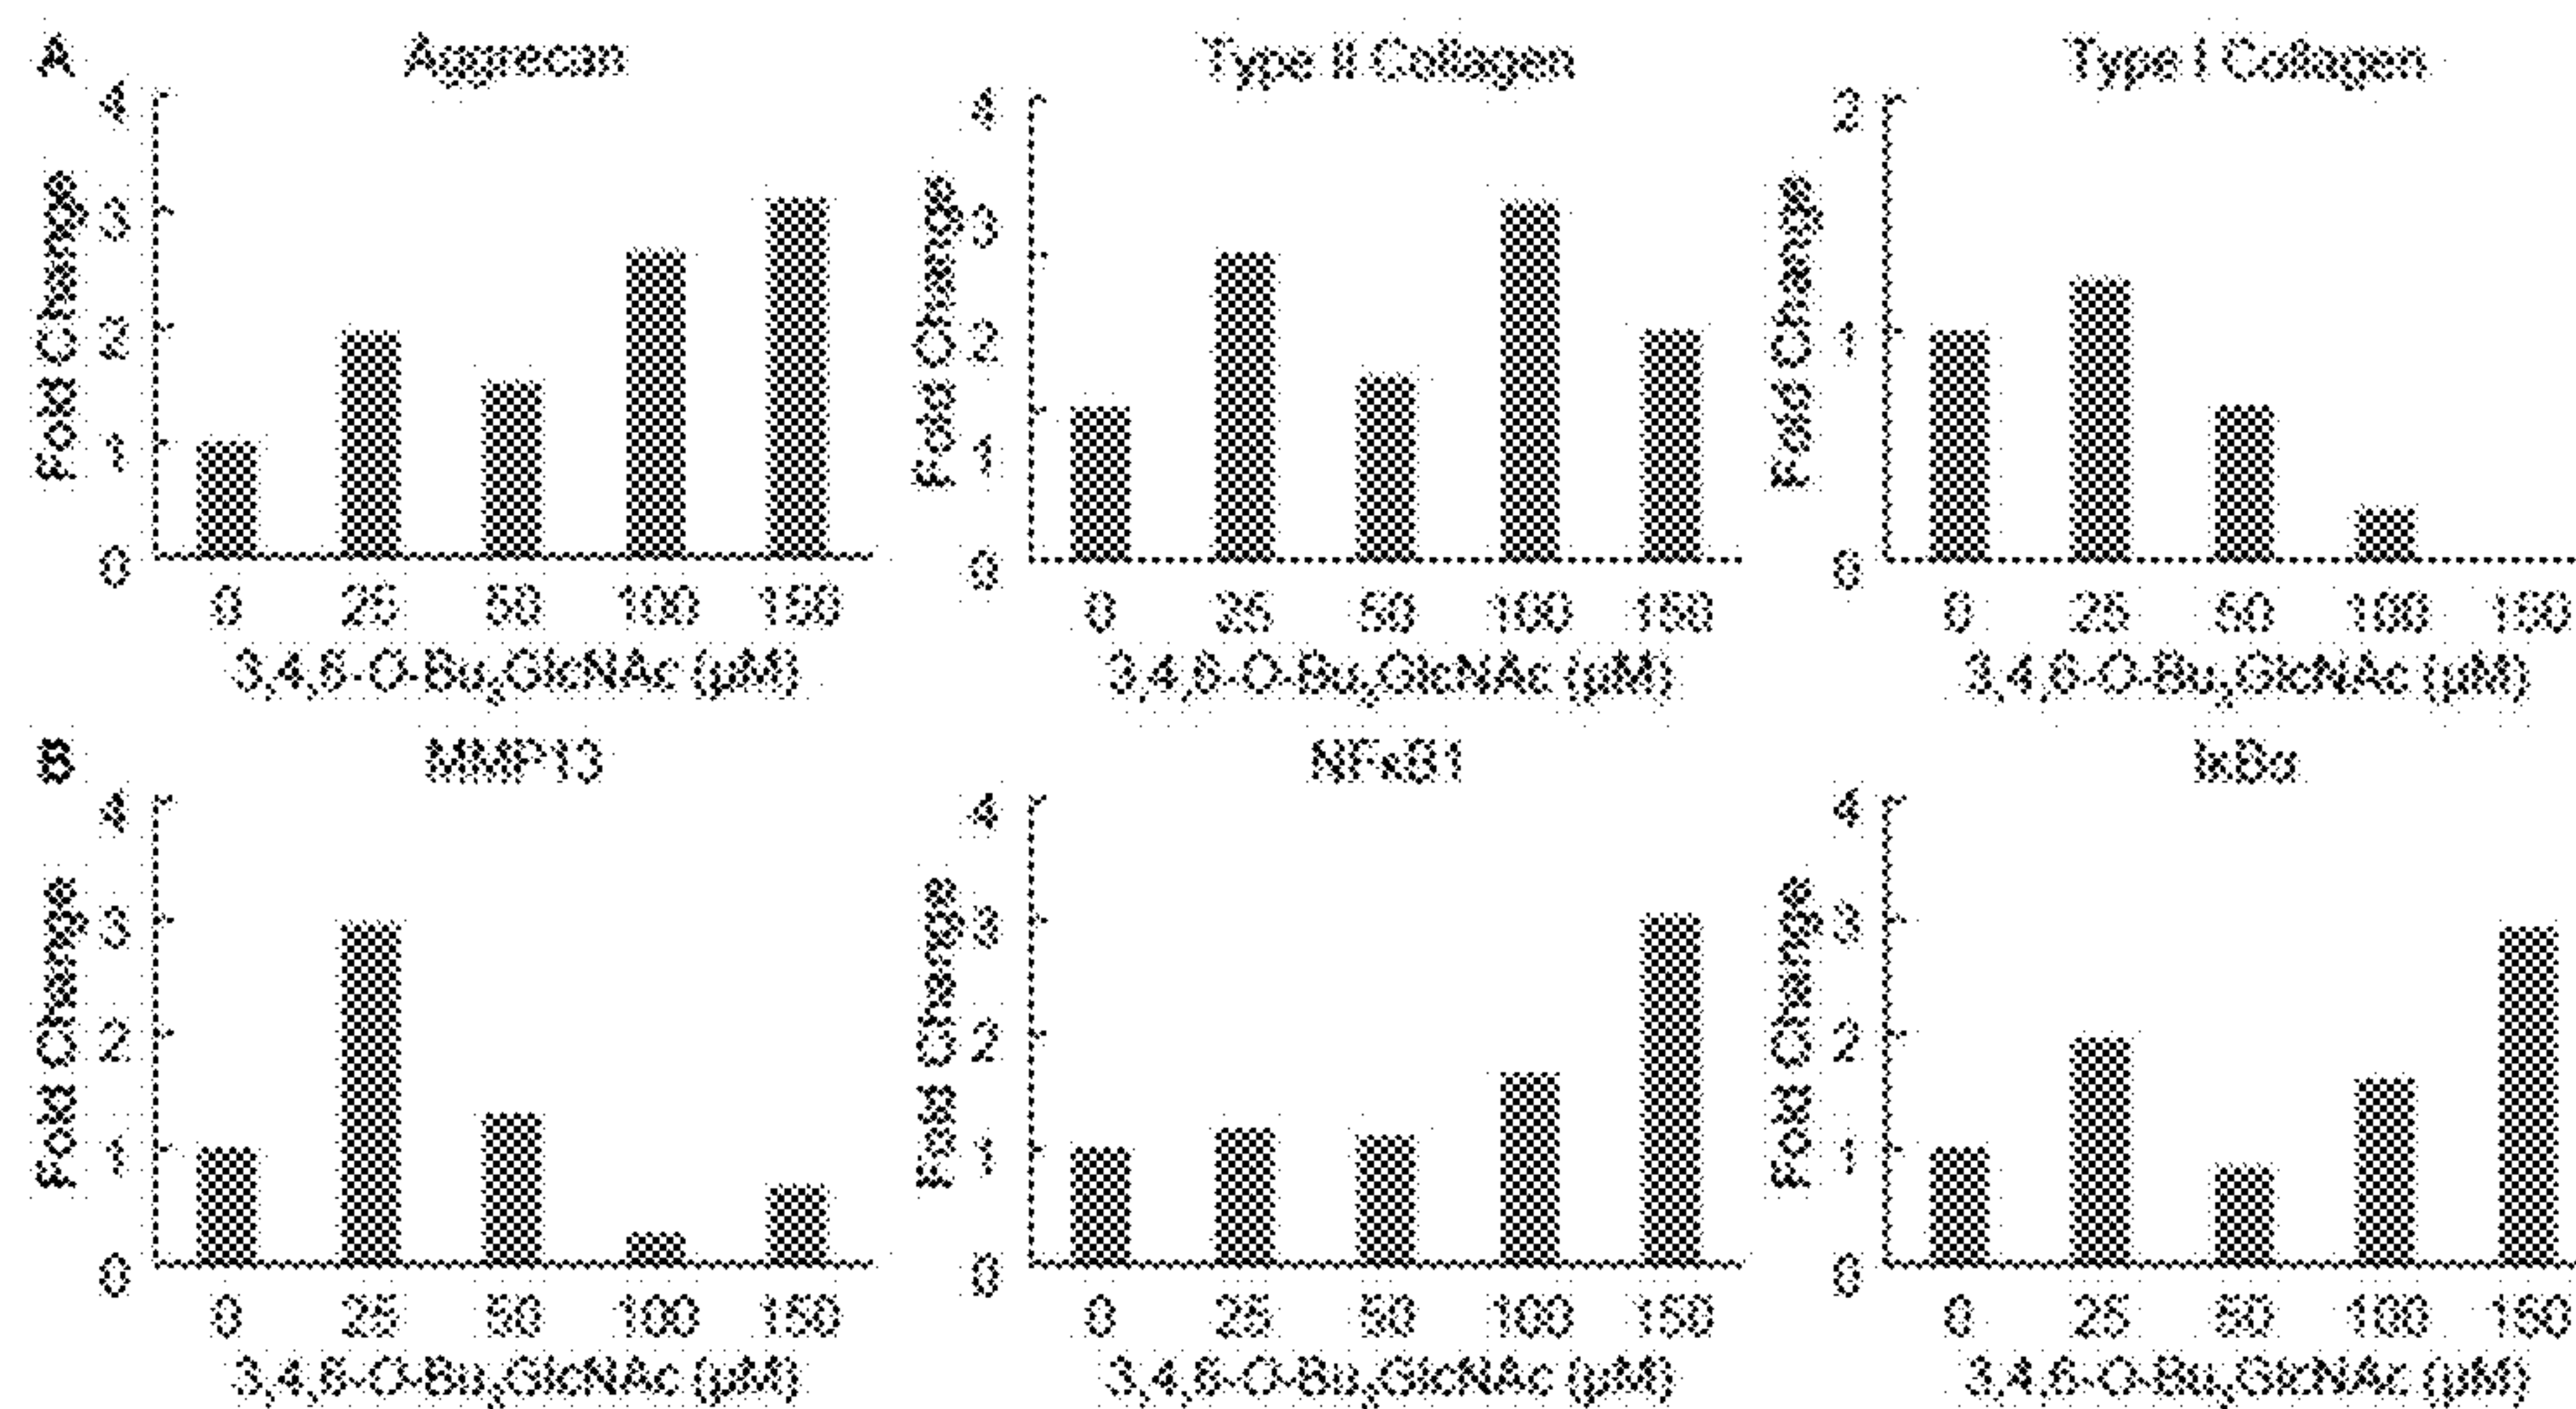 A
Aggrecan
Fold Change
4
3
2
1
0
0 25 50 100 150
3,4,6-O-Bu₃GlcNAc (µM)
Type II Collagen
Fold Change
4
3
2
1
0
0 25 50 100 150
3,4,6-O-Bu₃GlcNAc (µM)
Type I Collagen
Fold Change
2
1
0
0 25 50 100 150
3,4,6-O-Bu₃GlcNAc (µM)
B
MMP13
Fold Change
4
3
2
1
0
0 25 50 100 150
3,4,6-O-Bu₃GlcNAc (µM)
NFκB1
Fold Change
4
3
2
1
0
0 25 50 100 150
3,4,6-O-Bu₃GlcNAc (µM)
IκBα
Fold Change
4
3
2
1
0
0 25 50 100 150
3,4,6-O-Bu₃GlcNAc (µM)